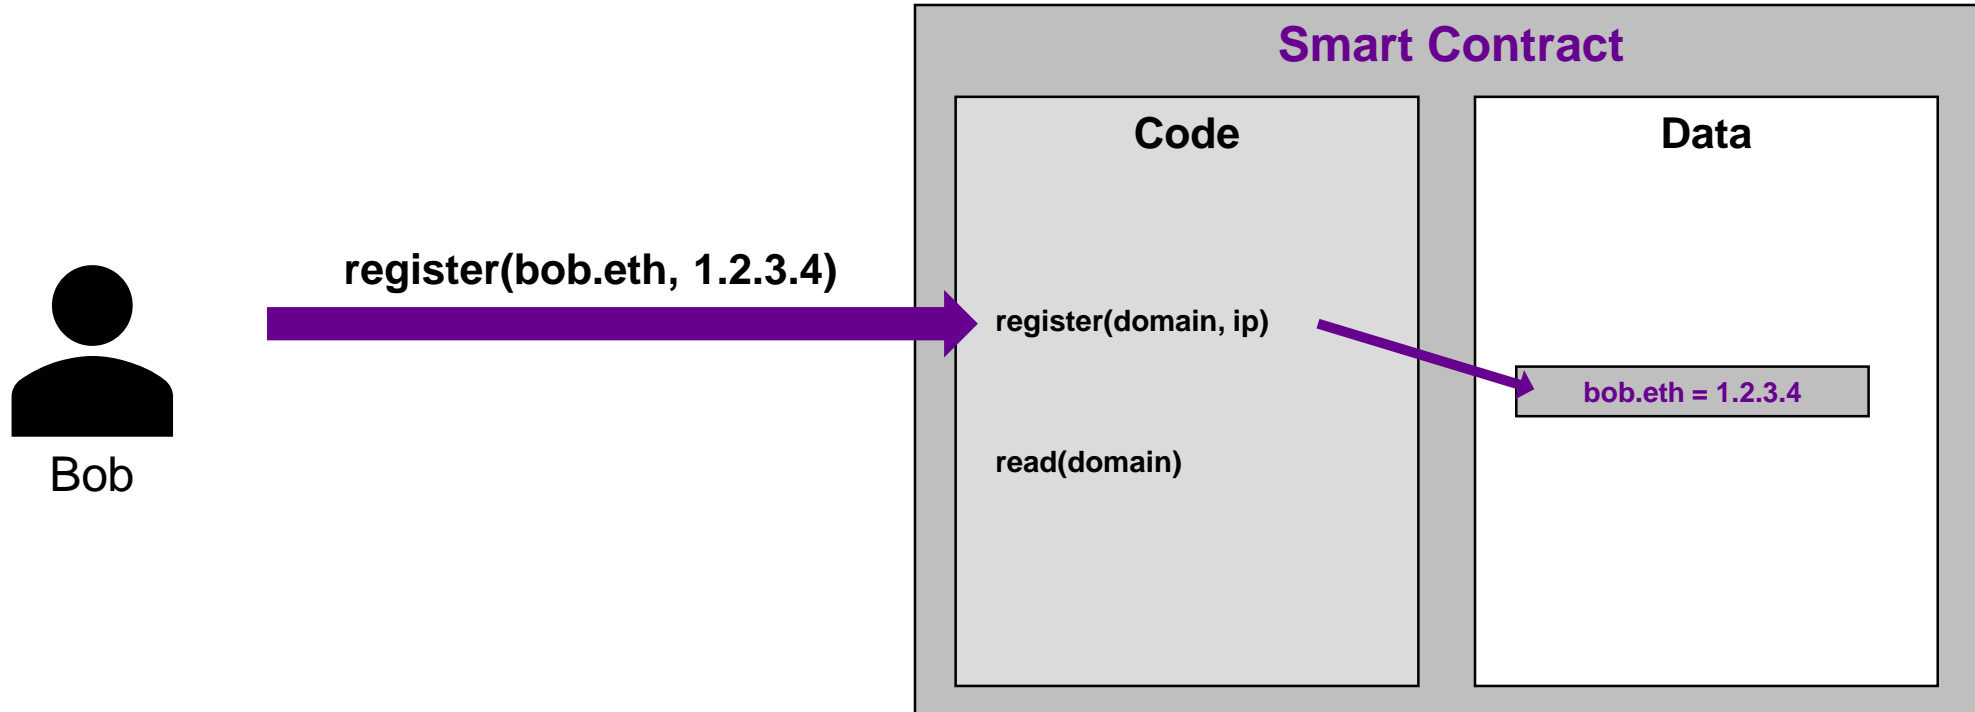 Smart Contract
Code
Data
register(bob.eth, 1.2.3.4)
register(domain, ip)
bob.eth = 1.2.3.4
read(domain)
Bob